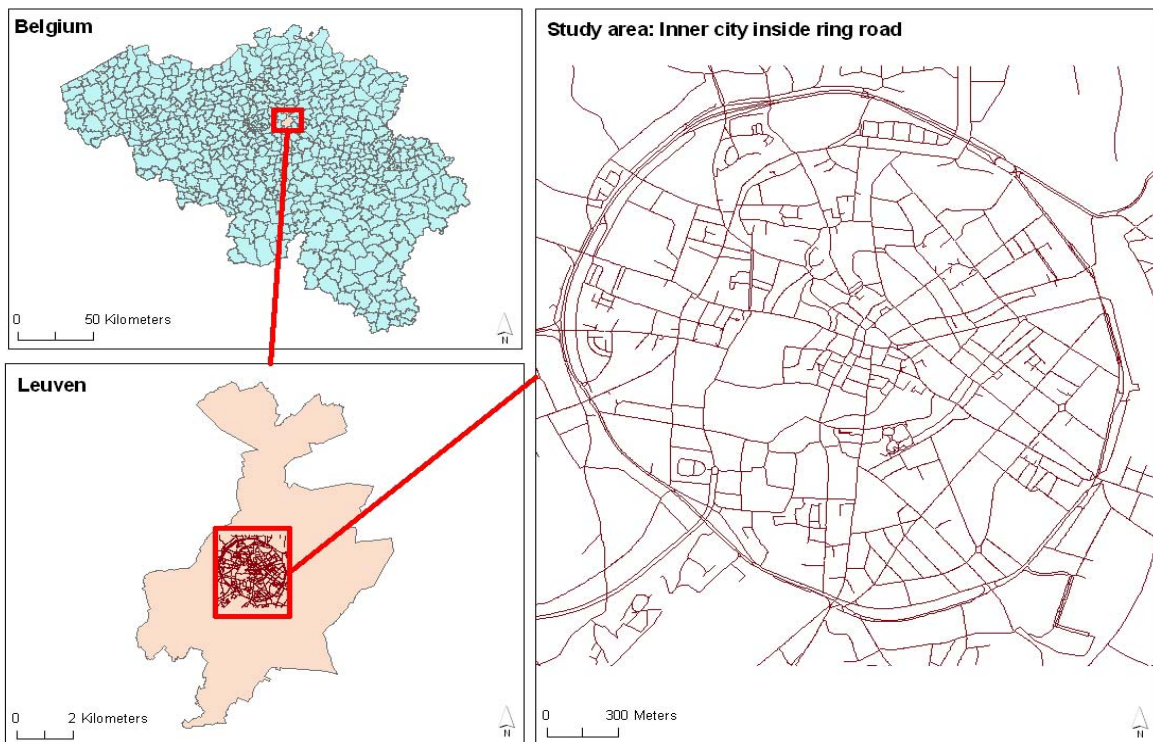 Belgium
0 50 Kilometers
N
Leuven
0 2 Kilometers
N
Study area: Inner city inside ring road
0 300 Meters
N